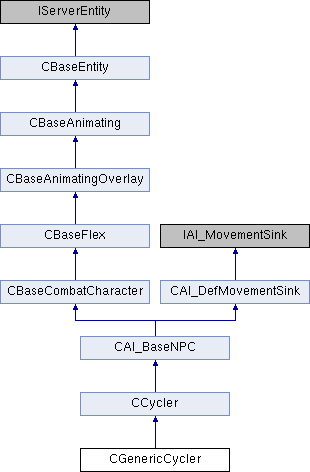 IServerEntity
CBaseEntity
CBaseAnimating
CBaseAnimatingOverlay
CBaseFlex
IAI_MovementSink
CBaseCombatCharacter
CAI_DefMovementSink
CAI_BaseNPC
CCycler
CGenericCycler